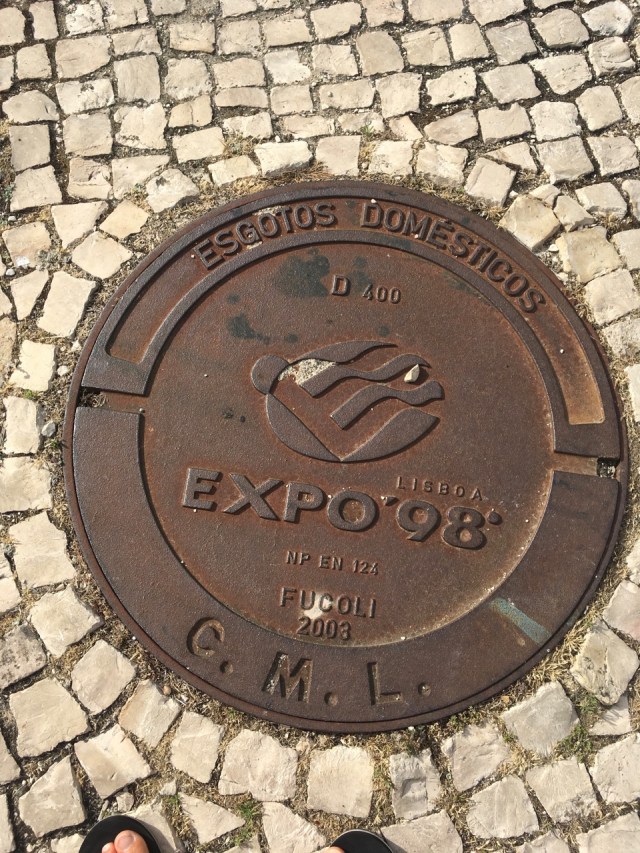 ESGOTOS DOMÉSTICOS
D 400
LISBOA
EXPO'98
NP EN 124
FUCOLI
2003
C. M. L.